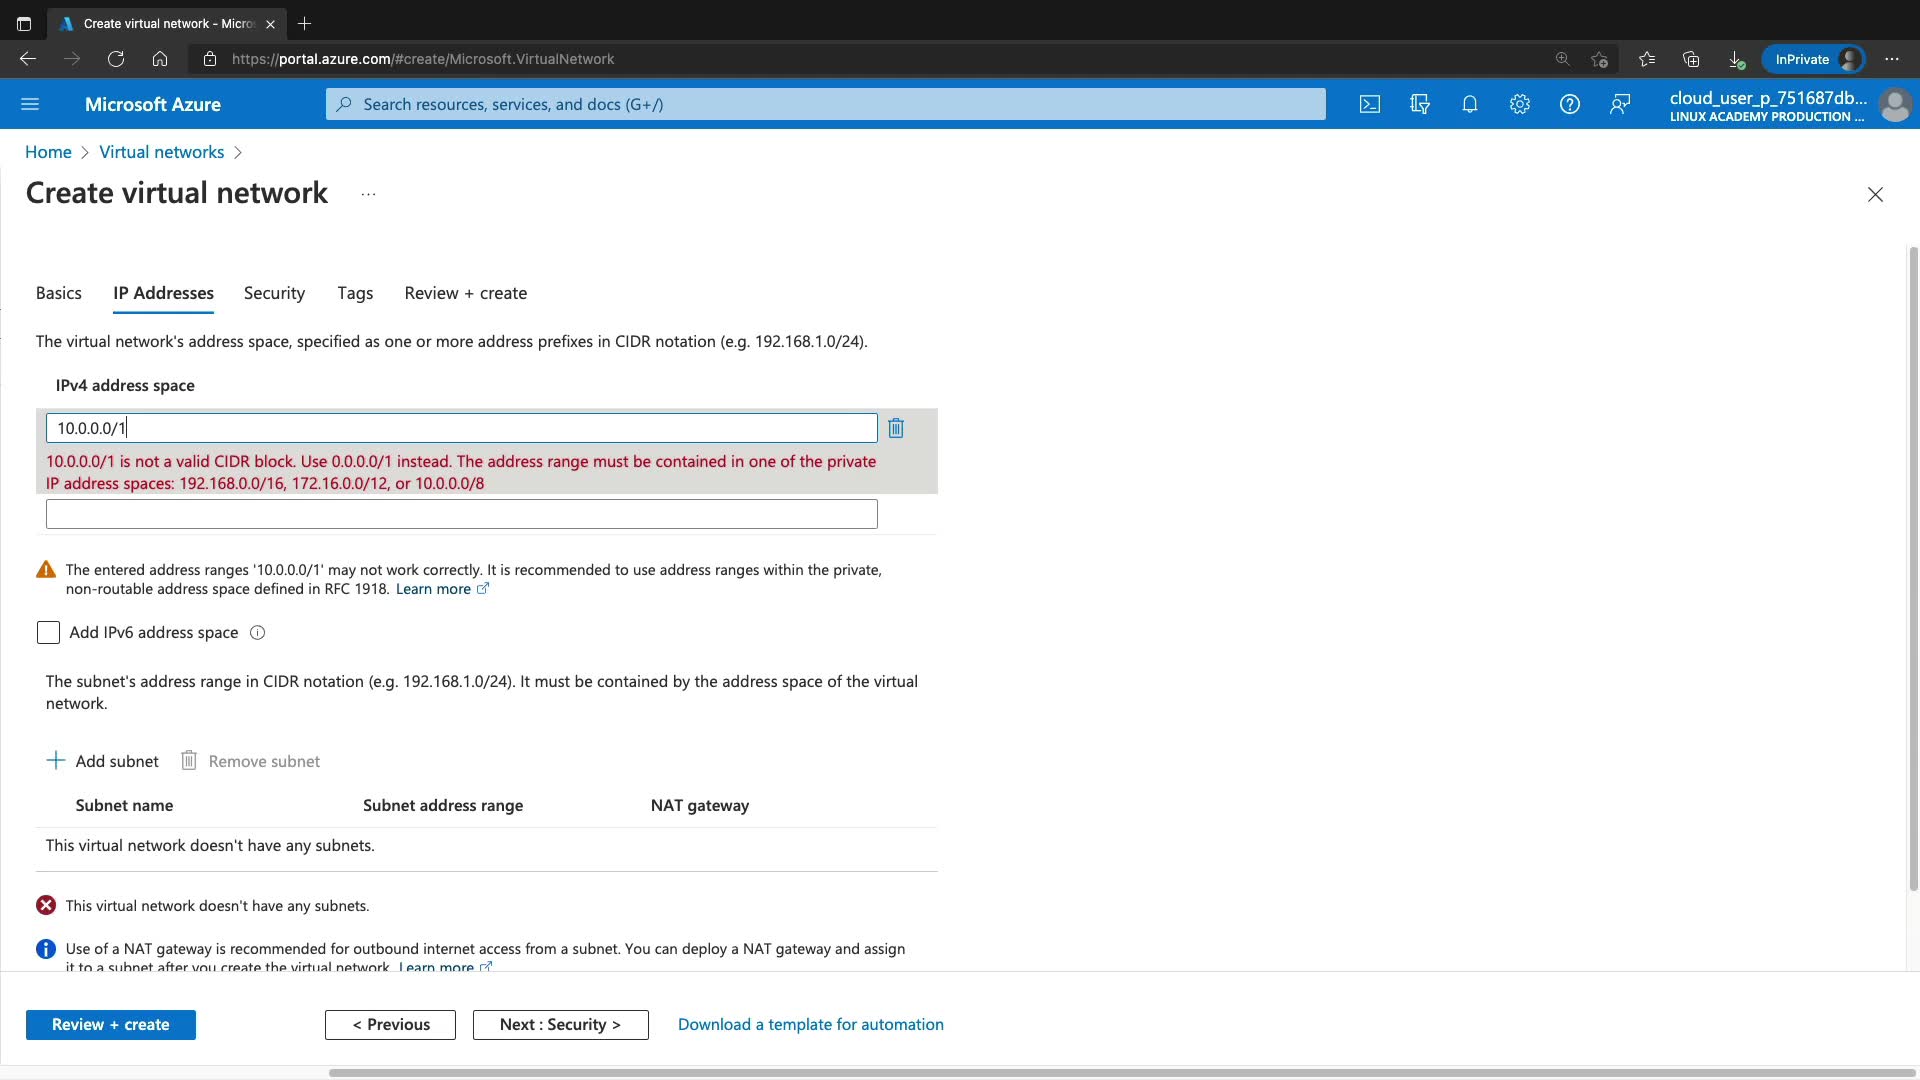 Create virtual network - Micro
https://portal.azure.com/#create/Microsoft.VirtualNetwork
InPrivate
Microsoft Azure
Search resources, services, and docs (G+/)
cloud_user_p_751687db...
LINUX ACADEMY PRODUCTION ...
Home > Virtual networks >
Create virtual network ...
Basics IP Addresses Security Tags Review + create
The virtual network's address space, specified as one or more address prefixes in CIDR notation (e.g. 192.168.1.0/24).
IPv4 address space
10.0.0.0/1
10.0.0.0/1 is not a valid CIDR block. Use 0.0.0.0/1 instead. The address range must be contained in one of the private
IP address spaces: 192.168.0.0/16, 172.16.0.0/12, or 10.0.0.0/8
The entered address ranges '10.0.0.0/1' may not work correctly. It is recommended to use address ranges within the private,
non-routable address space defined in RFC 1918. Learn more
Add IPv6 address space
The subnet's address range in CIDR notation (e.g. 192.168.1.0/24). It must be contained by the address space of the virtual
network.
Add subnet Remove subnet
Subnet name Subnet address range NAT gateway
This virtual network doesn't have any subnets.
This virtual network doesn't have any subnets.
Use of a NAT gateway is recommended for outbound internet access from a subnet. You can deploy a NAT gateway and assign
it to a subnet after you create the virtual network. Learn more
Review + create < Previous Next : Security > Download a template for automation